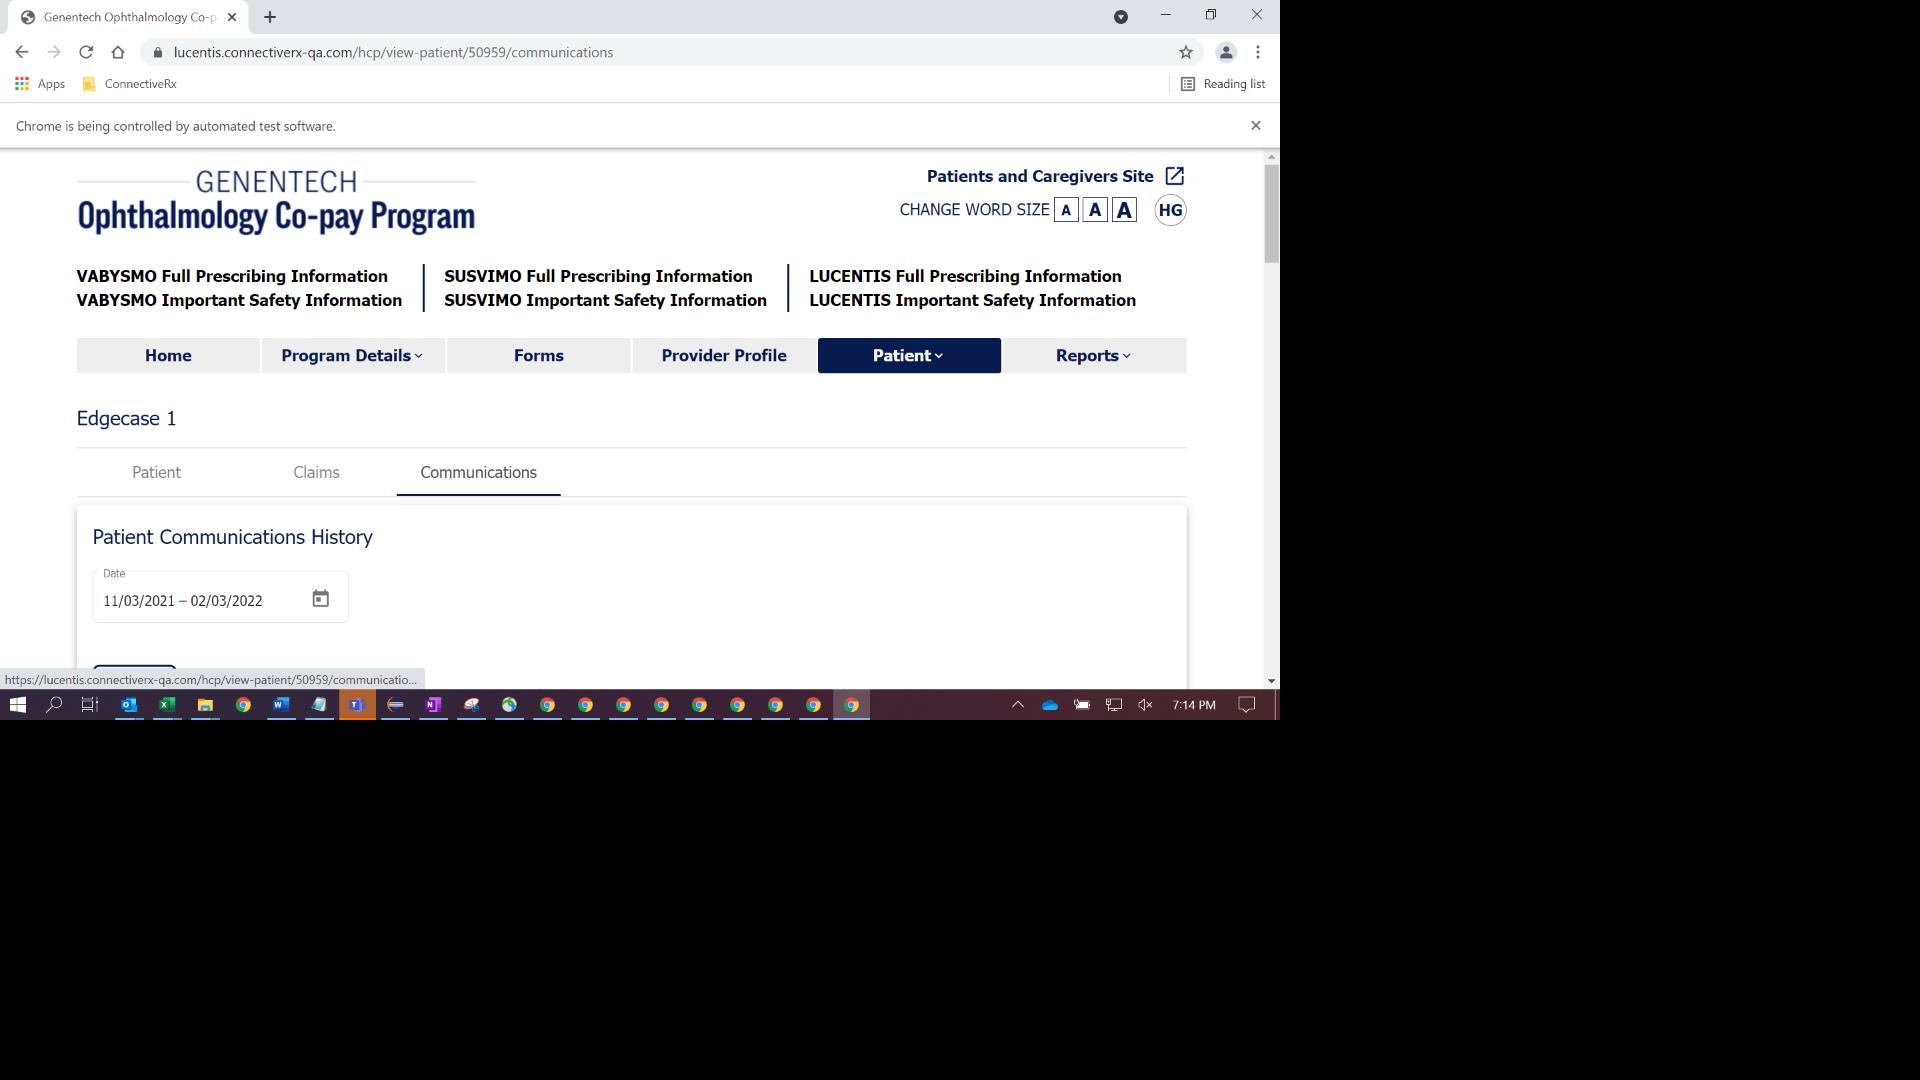 Genentech Ophthalmology Co-p
lucentis.connectiverx-qa.com/hcp/view-patient/50959/communications
Apps ConnectiveRx Reading list
Chrome is being controlled by automated test software.
GENENTECH
Ophthalmology Co-pay Program
Patients and Caregivers Site
CHANGE WORD SIZE A A A HG
VABYSMO Full Prescribing Information
VABYSMO Important Safety Information
SUSVIMO Full Prescribing Information
SUSVIMO Important Safety Information
LUCENTIS Full Prescribing Information
LUCENTIS Important Safety Information
Home Program Details Forms Provider Profile Patient Reports
Edgecase 1
Patient Claims Communications
Patient Communications History
Date
11/03/2021 – 02/03/2022
https://lucentis.connectiverx-qa.com/hcp/view-patient/50959/communicatio...
7:14 PM